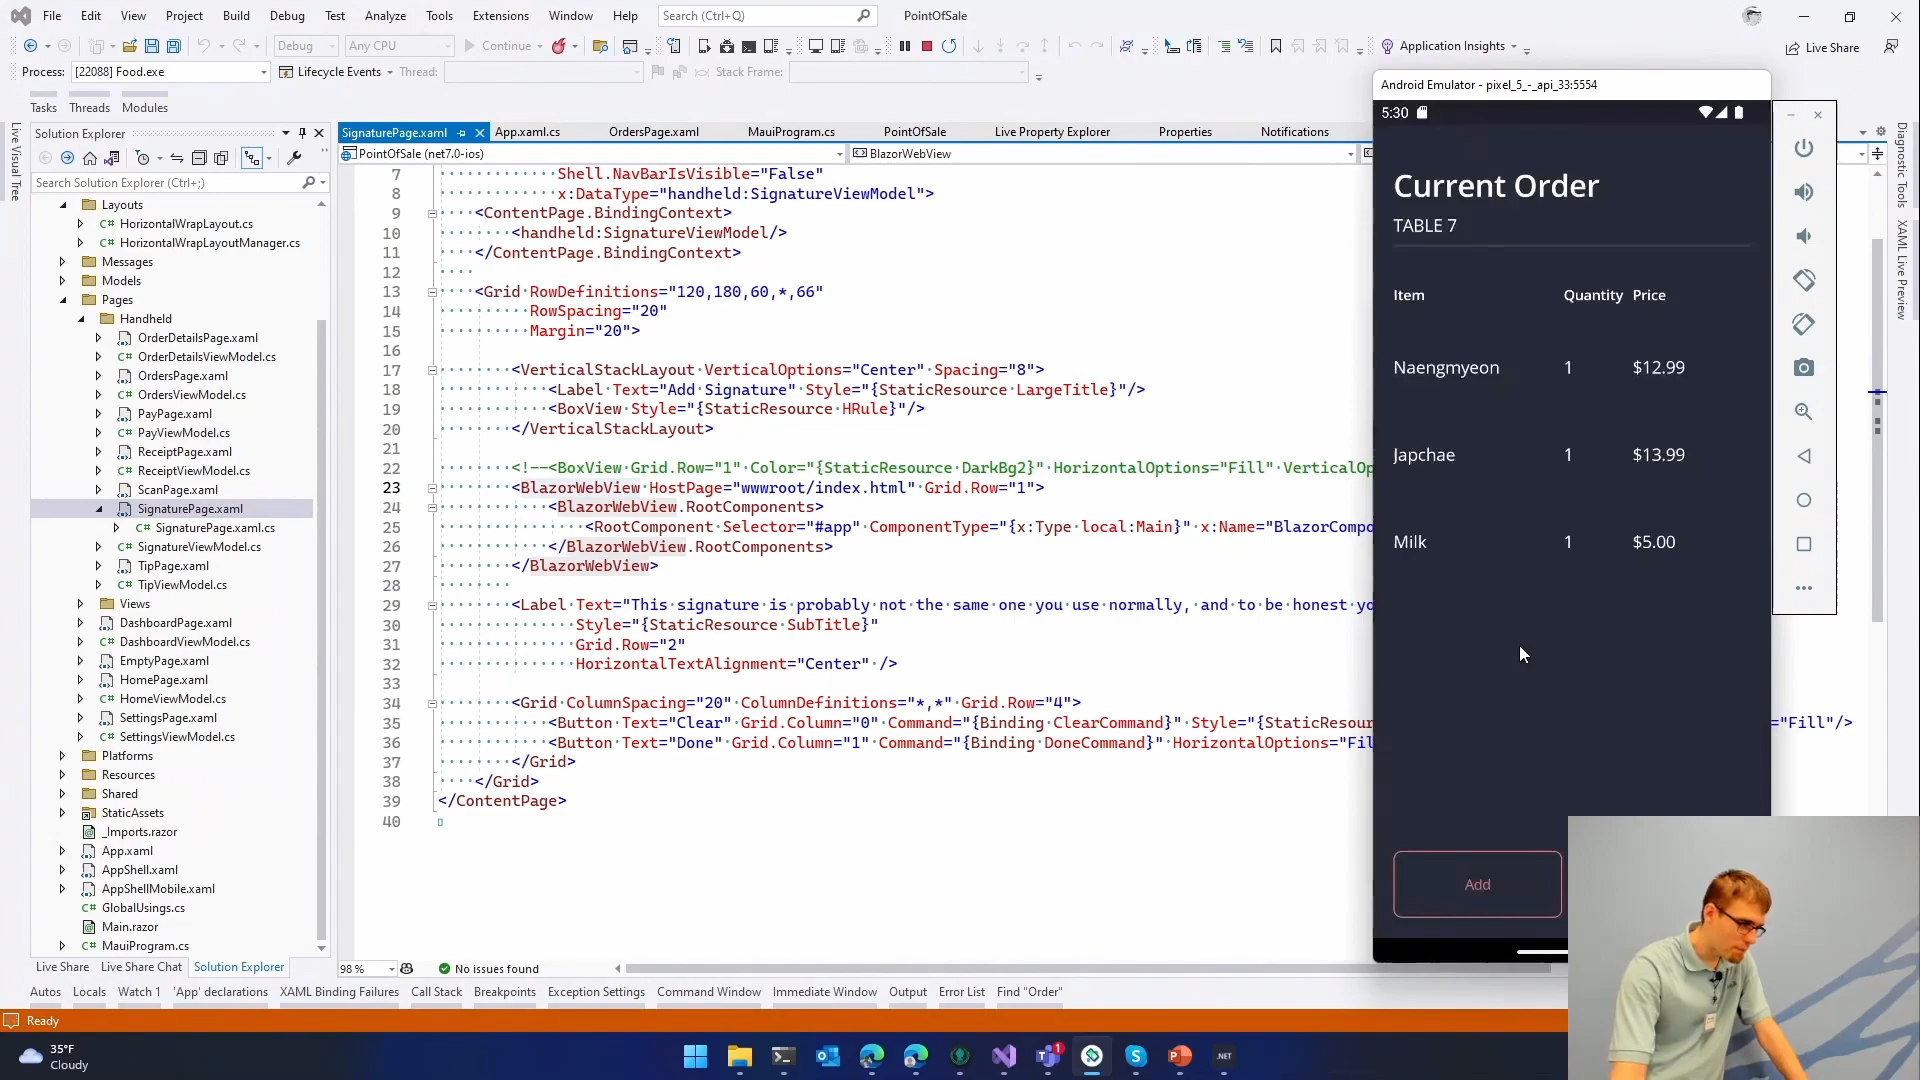 File Edit View Project Build Debug Test Analyze Tools Extensions Window Help Search (Ctrl+Q) PointOfSale
Debug Any CPU Continue Application Insights Live Share
Process: [22088] Food.exe Lifecycle Events Thread: Stack Frame:
Tasks Threads Modules
Live Visual Tree
Solution Explorer
Search Solution Explorer (Ctrl+;)
Layouts
C# HorizontalWrapLayout.cs
C# HorizontalWrapLayoutManager.cs
Messages
Models
Pages
Handheld
OrderDetailsPage.xaml
C# OrderDetailsViewModel.cs
OrdersPage.xaml
C# OrdersViewModel.cs
PayPage.xaml
C# PayViewModel.cs
ReceiptPage.xaml
C# ReceiptViewModel.cs
ScanPage.xaml
SignaturePage.xaml
C# SignaturePage.xaml.cs
C# SignatureViewModel.cs
TipPage.xaml
C# TipViewModel.cs
Views
DashboardPage.xaml
C# DashboardViewModel.cs
EmptyPage.xaml
HomePage.xaml
C# HomeViewModel.cs
SettingsPage.xaml
C# SettingsViewModel.cs
Platforms
Resources
Shared
StaticAssets
_Imports.razor
App.xaml
AppShell.xaml
AppShellMobile.xaml
C# GlobalUsings.cs
Main.razor
C# MauiProgram.cs
Live Share Live Share Chat Solution Explorer
SignaturePage.xaml App.xaml.cs OrdersPage.xaml MauiProgram.cs PointOfSale Live Property Explorer Properties Notifications
PointOfSale (net7.0-ios) BlazorWebView
7 Shell.NavBarIsVisible="False"
8 x:DataType="handheld:SignatureViewModel">
9 <ContentPage.BindingContext>
10 <handheld:SignatureViewModel/>
11 </ContentPage.BindingContext>
12
13 <Grid RowDefinitions="120,180,60,*,66"
14 RowSpacing="20"
15 Margin="20">
16
17 <VerticalStackLayout VerticalOptions="Center" Spacing="8">
18 <Label Text="Add Signature" Style="{StaticResource LargeTitle}"/>
19 <BoxView Style="{StaticResource HRule}"/>
20 </VerticalStackLayout>
21
22 <!--<BoxView Grid.Row="1" Color="{StaticResource DarkBg2}" HorizontalOptions="Fill" VerticalOp
23 <BlazorWebView HostPage="wwwroot/index.html" Grid.Row="1">
24 <BlazorWebView.RootComponents>
25 <RootComponent Selector="#app" ComponentType="{x:Type local:Main}" x:Name="BlazorCompo
26 </BlazorWebView.RootComponents>
27 </BlazorWebView>
28
29 <Label Text="This signature is probably not the same one you use normally, and to be honest yo
30 Style="{StaticResource SubTitle}"
31 Grid.Row="2"
32 HorizontalTextAlignment="Center" />
33
34 <Grid ColumnSpacing="20" ColumnDefinitions="*,*" Grid.Row="4">
35 <Button Text="Clear" Grid.Column="0" Command="{Binding ClearCommand}" Style="{StaticResour ="Fill"/>
36 <Button Text="Done" Grid.Column="1" Command="{Binding DoneCommand}" HorizontalOptions="Fil
37 </Grid>
38 </Grid>
39 </ContentPage>
40
98 % No issues found
Android Emulator - pixel_5_-_api_33:5554
5:30
Current Order
TABLE 7
Item Quantity Price
Naengmyeon 1 $12.99
Japchae 1 $13.99
Milk 1 $5.00
Add
Diagnostic Tools
XAML Live Preview
Autos Locals Watch 1 'App' declarations XAML Binding Failures Call Stack Breakpoints Exception Settings Command Window Immediate Window Output Error List Find "Order"
Ready
35°F
Cloudy
1
.NET